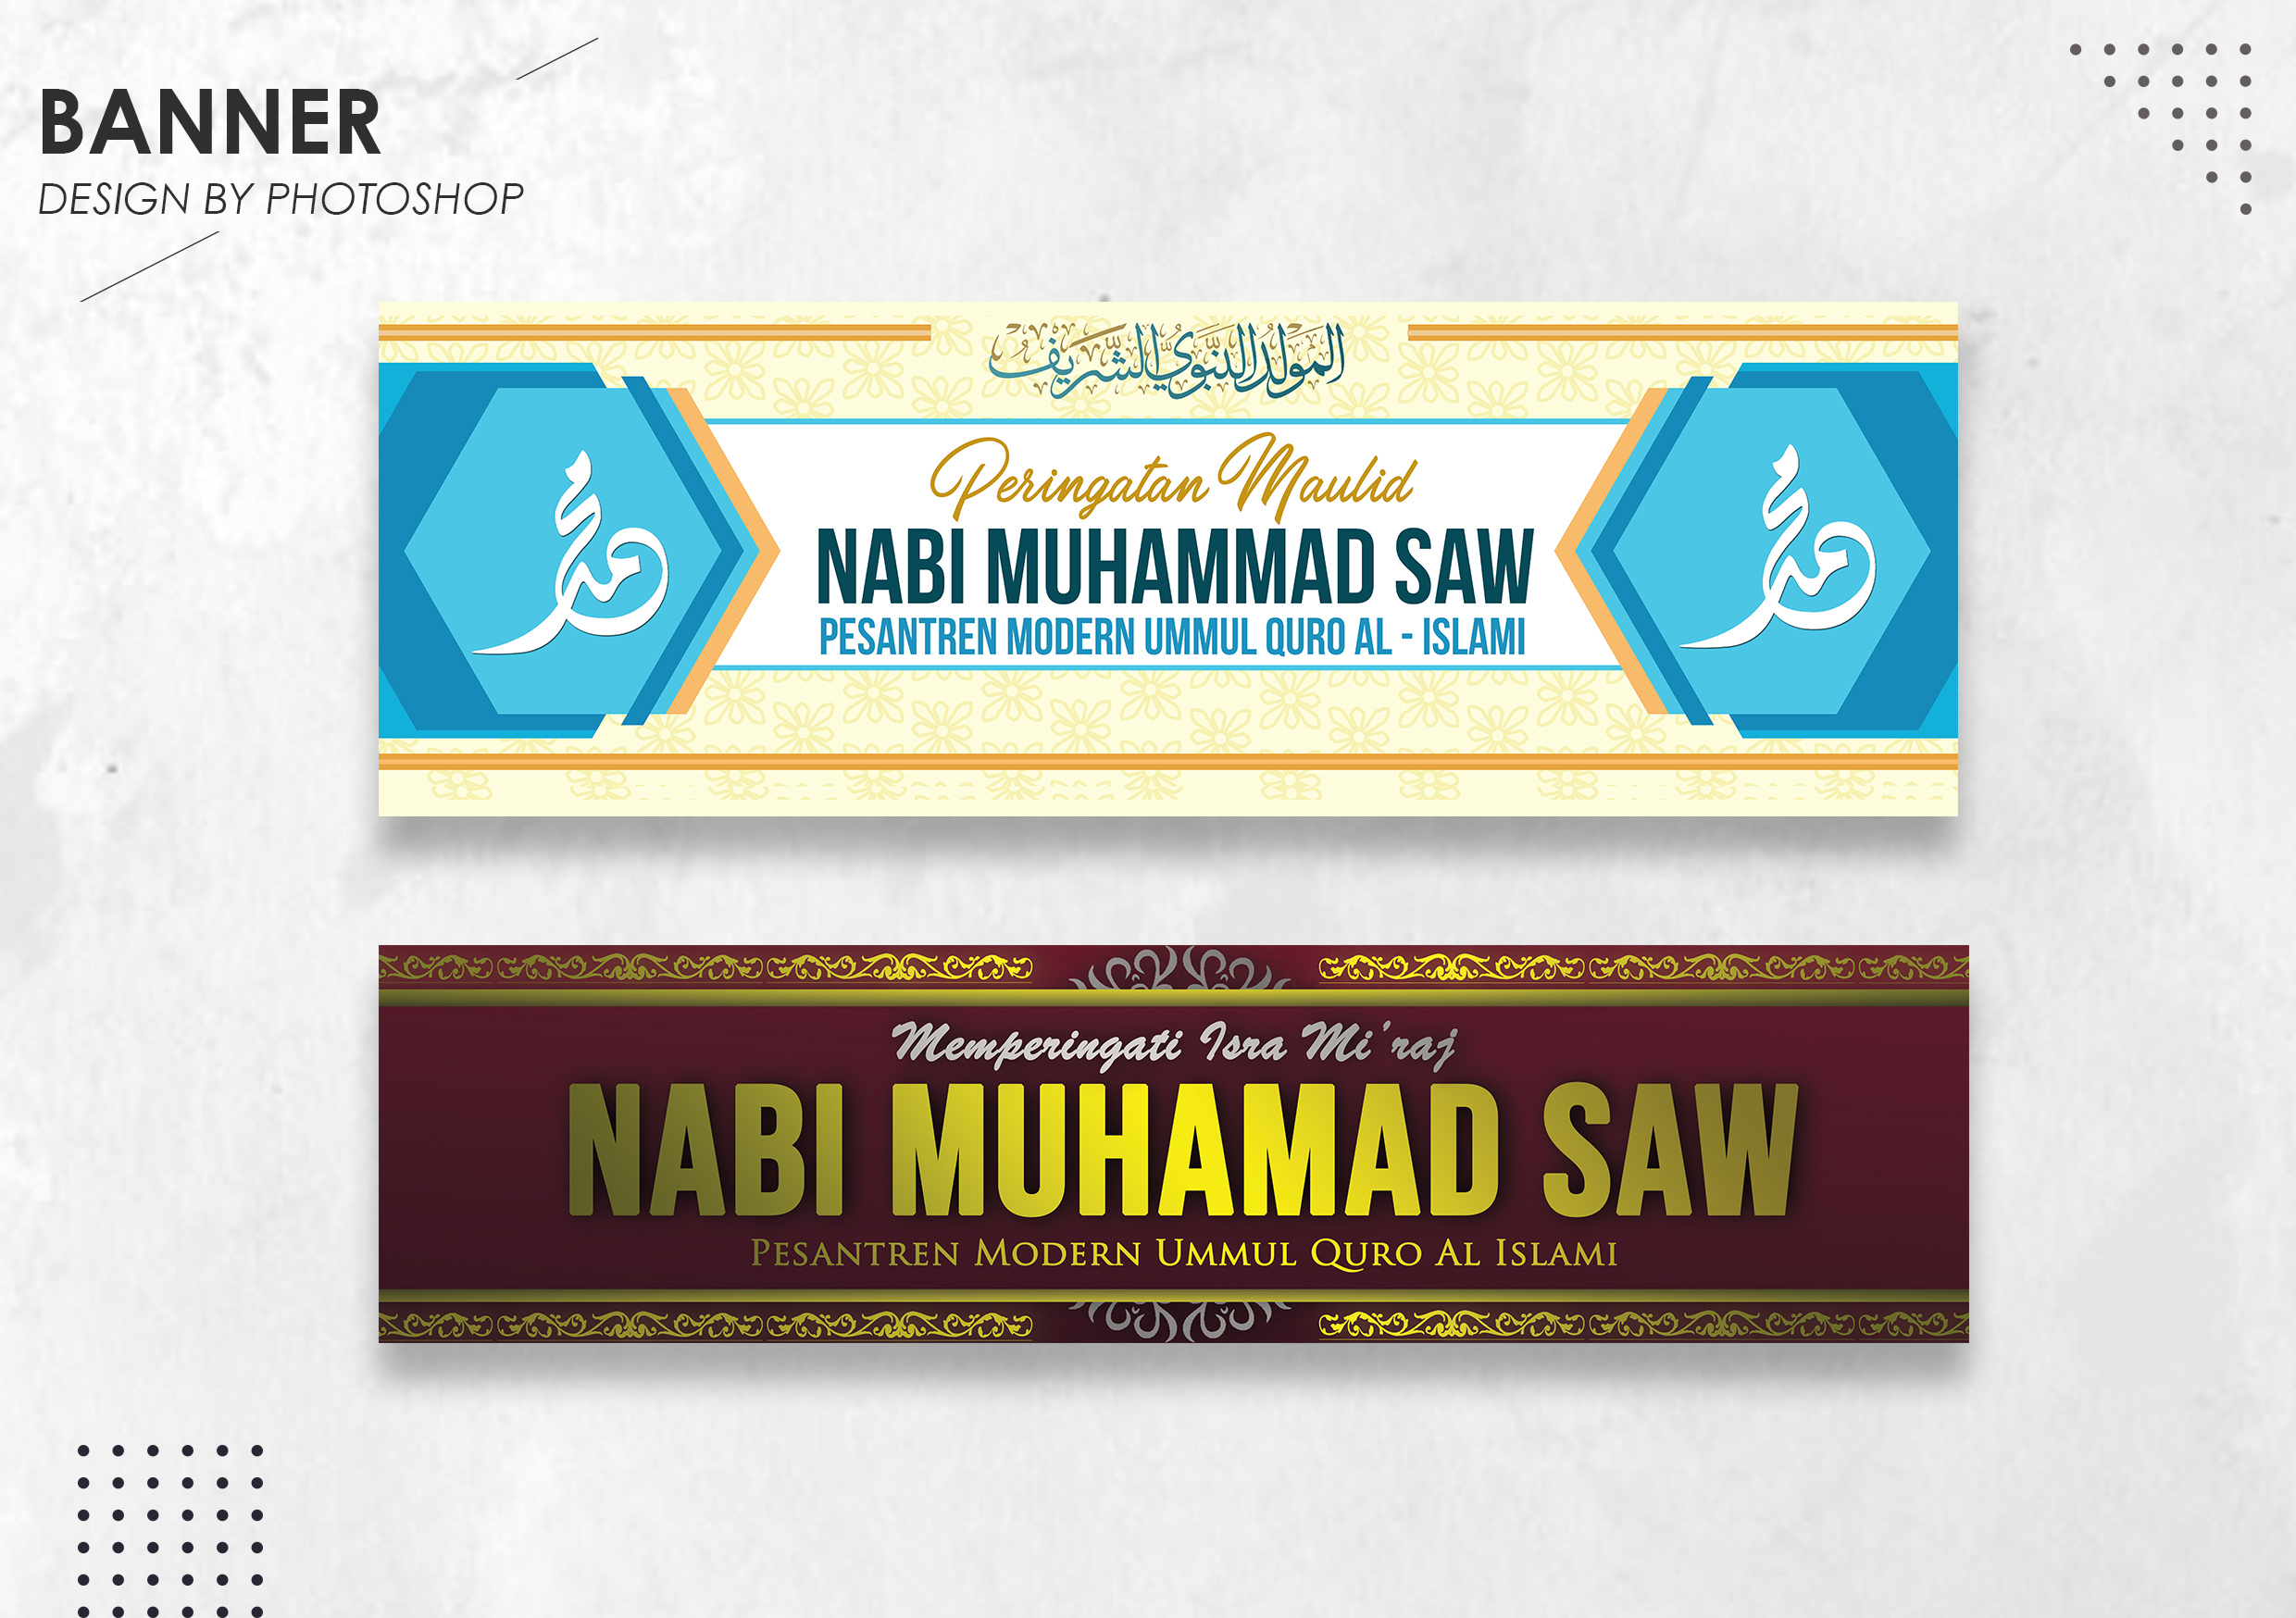 BANNER
DESIGN BY PHOTOSHOP
المولد النبوي الشريف
Peringatan Maulid
NABI MUHAMMAD SAW
PESANTREN MODERN UMMUL QURO AL - ISLAMI
محمد
محمد
Memperingati Isra Mi'raj
NABI MUHAMAD SAW
PESANTREN MODERN UMMUL QURO AL ISLAMI